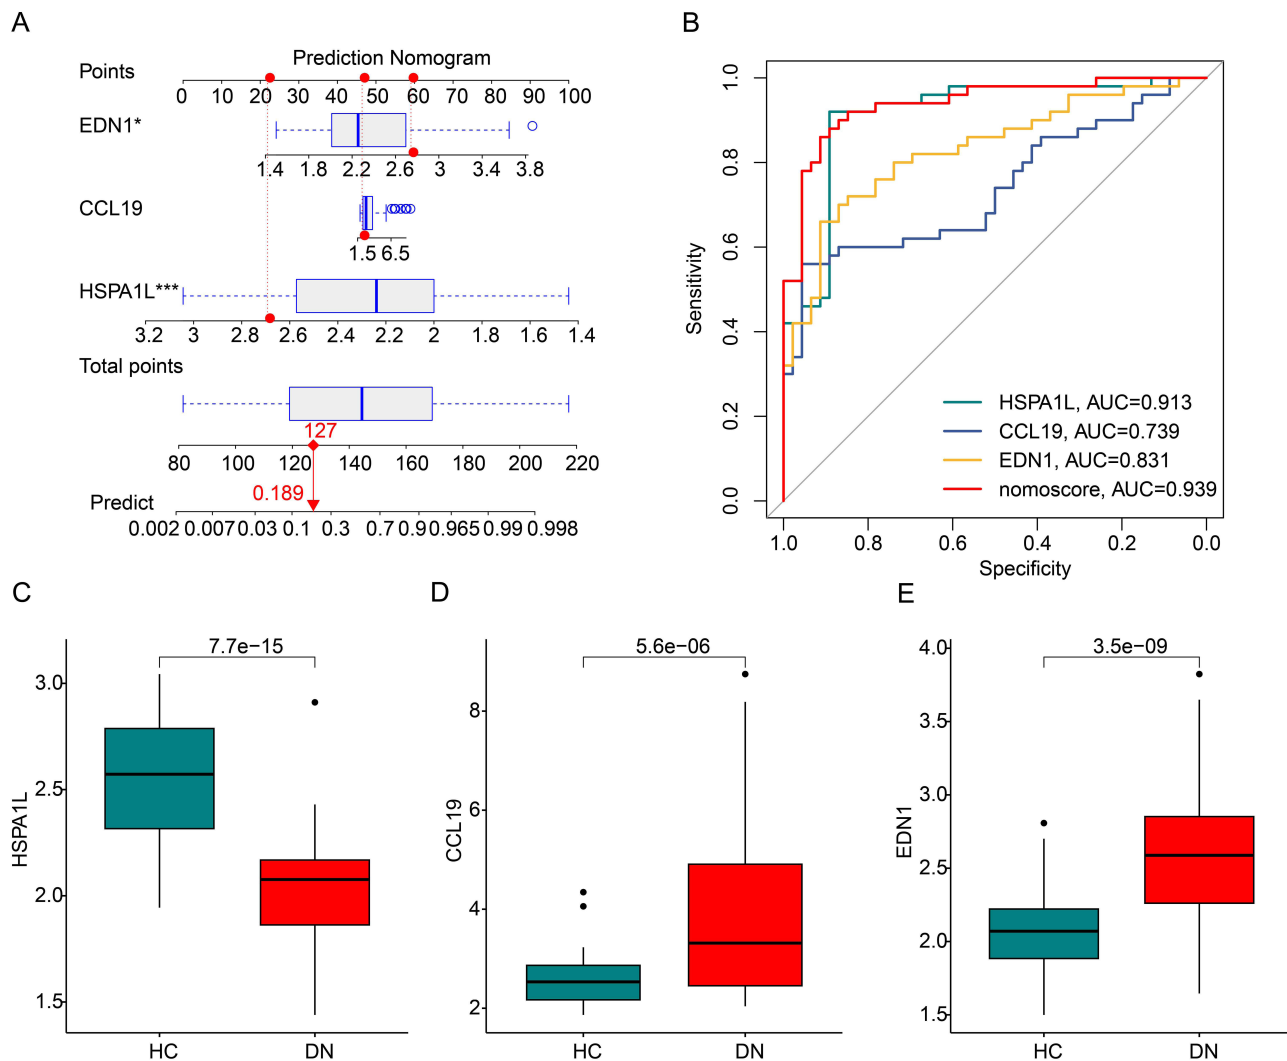 A
Prediction Nomogram
Points
0 10 20 30 40 50 60 70 80 90 100
EDN1*
1.4 1.8 2.2 2.6 3 3.4 3.8
CCL19
1.5 6.5
HSPA1L***
3.2 3 2.8 2.6 2.4 2.2 2 1.8 1.6 1.4
Total points
127
80 100 120 140 160 180 200 220
0.189
Predict
0.002 0.007 0.03 0.1 0.3 0.7 0.9 0.965 0.99 0.998
B
1.0
0.8
0.6
0.4
0.2
0.0
Sensitivity
HSPA1L, AUC=0.913
CCL19, AUC=0.739
EDN1, AUC=0.831
nomoscore, AUC=0.939
1.0 0.8 0.6 0.4 0.2 0.0
Specificity
C
7.7e−15
3.0
2.5
2.0
1.5
HSPA1L
HC DN
D
5.6e−06
8
6
4
2
CCL19
HC DN
E
3.5e−09
4.0
3.5
3.0
2.5
2.0
1.5
EDN1
HC DN